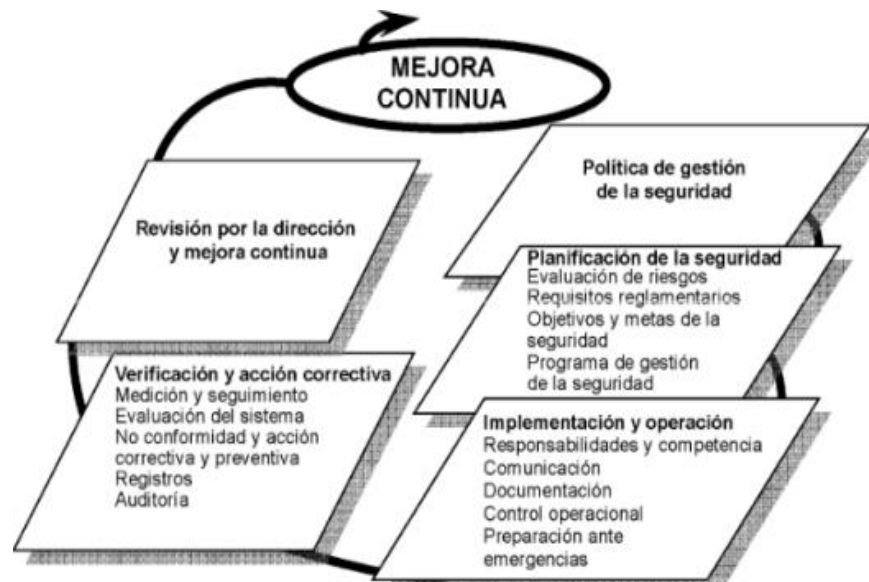 MEJORA
CONTINUA
Política de gestión
de la seguridad
Planificación de la seguridad
Evaluación de riesgos
Requisitos reglamentarios
Objetivos y metas de la
seguridad
Programa de gestión
de la seguridad
Implementación y operación
Responsabilidades y competencia
Comunicación
Documentación
Control operacional
Preparación ante
emergencias
Verificación y acción correctiva
Medición y seguimiento
Evaluación del sistema
No conformidad y acción
correctiva y preventiva
Registros
Auditoría
Revisión por la dirección
y mejora continua